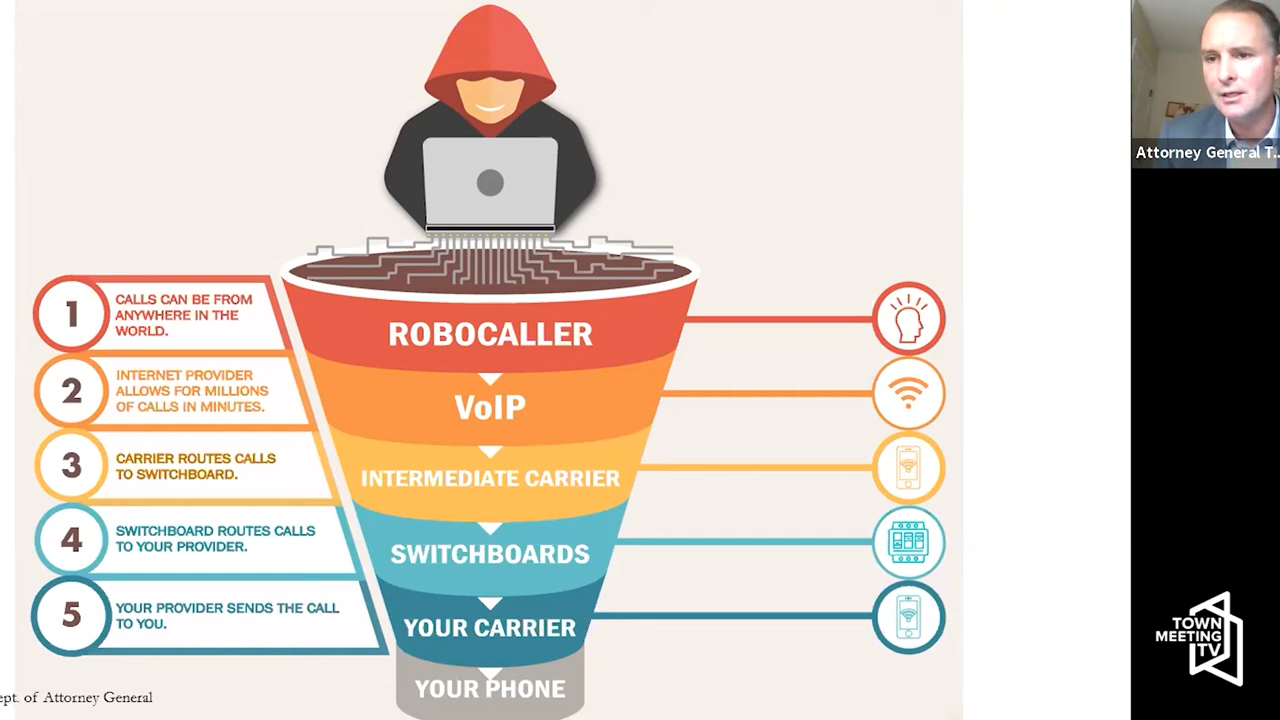 1
CALLS CAN BE FROM
ANYWHERE IN THE
WORLD.
2
INTERNET PROVIDER
ALLOWS FOR MILLIONS
OF CALLS IN MINUTES.
3
CARRIER ROUTES CALLS
TO SWITCHBOARD.
4
SWITCHBOARD ROUTES CALLS
TO YOUR PROVIDER.
5
YOUR PROVIDER SENDS THE CALL
TO YOU.
ROBOCALLER
VoIP
INTERMEDIATE CARRIER
SWITCHBOARDS
YOUR CARRIER
YOUR PHONE
ept. of Attorney General
Attorney General T...
TOWN
MEETING
TV